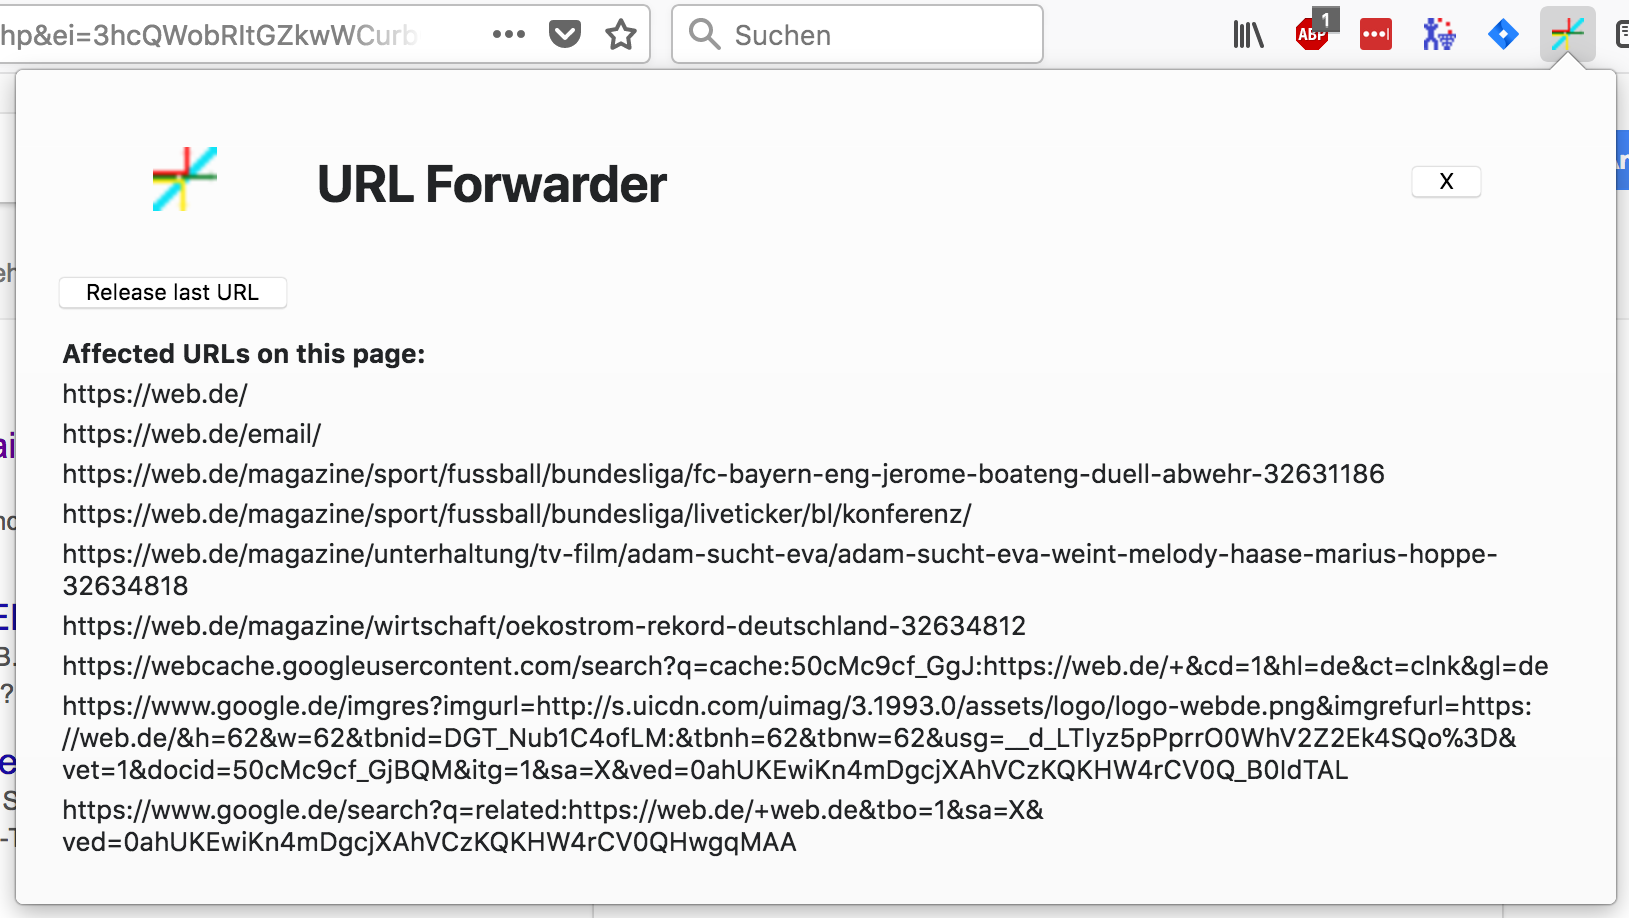 hp&ei=3hcQWobRItGZkwWCurb
Suchen
1
ABP
URL Forwarder
X
Release last URL
Affected URLs on this page:
https://web.de/
https://web.de/email/
https://web.de/magazine/sport/fussball/bundesliga/fc-bayern-eng-jerome-boateng-duell-abwehr-32631186
https://web.de/magazine/sport/fussball/bundesliga/liveticker/bl/konferenz/
https://web.de/magazine/unterhaltung/tv-film/adam-sucht-eva/adam-sucht-eva-weint-melody-haase-marius-hoppe-
32634818
https://web.de/magazine/wirtschaft/oekostrom-rekord-deutschland-32634812
https://webcache.googleusercontent.com/search?q=cache:50cMc9cf_GgJ:https://web.de/+&cd=1&hl=de&ct=clnk&gl=de
https://www.google.de/imgres?imgurl=http://s.uicdn.com/uimag/3.1993.0/assets/logo/logo-webde.png&imgrefurl=https:
//web.de/&h=62&w=62&tbnid=DGT_Nub1C4ofLM:&tbnh=62&tbnw=62&usg=__d_LTIyz5pPprrO0WhV2Z2Ek4SQo%3D&
vet=1&docid=50cMc9cf_GjBQM&itg=1&sa=X&ved=0ahUKEwiKn4mDgcjXAhVCzKQKHW4rCV0Q_B0IdTAL
https://www.google.de/search?q=related:https://web.de/+web.de&tbo=1&sa=X&
ved=0ahUKEwiKn4mDgcjXAhVCzKQKHW4rCV0QHwgqMAA